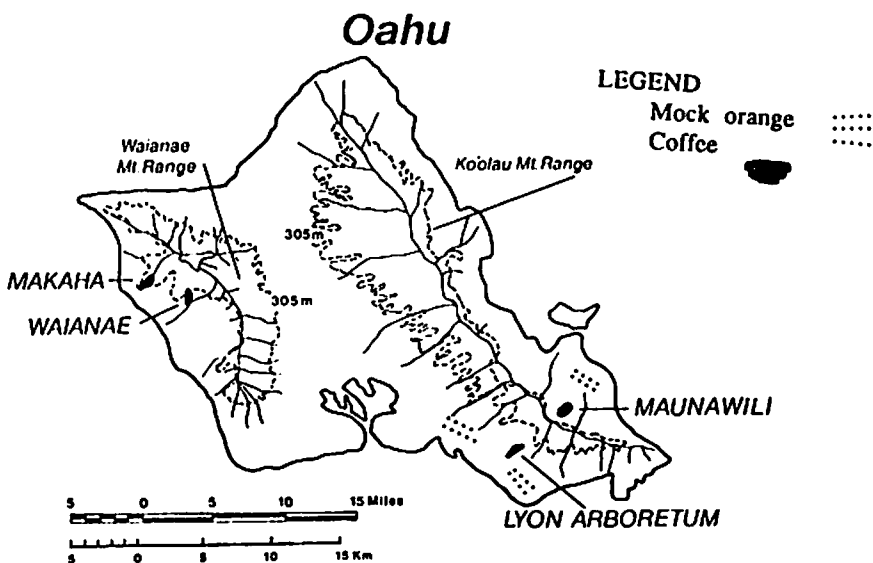 Oahu
LEGEND
Mock orange
Coffee
Waianae
Mt. Range
Ko'olau Mt. Range
305m
MAKAHA
305m
WAIANAE
MAUNAWILI
LYON ARBORETUM
5 0 5 10 15 Miles
5 0 5 10 15 Km